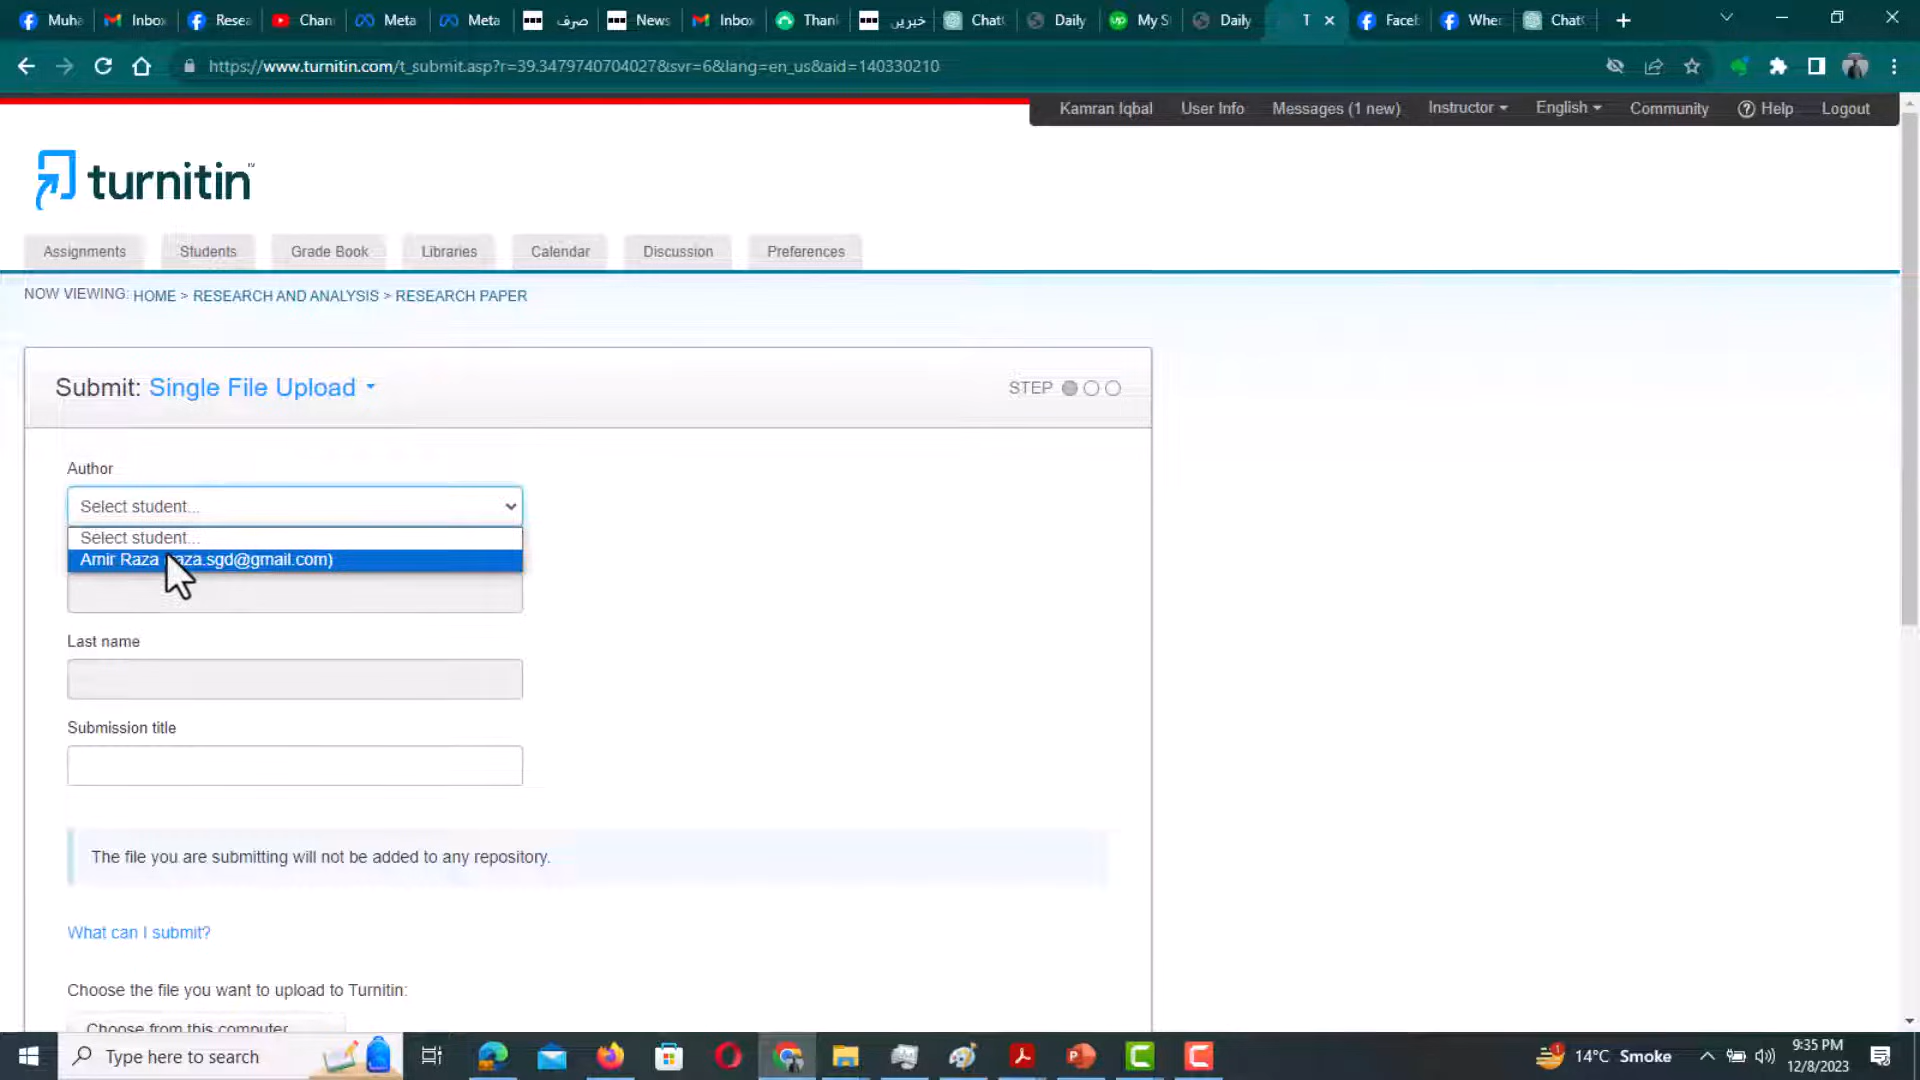 Muha
Inbo
Resea
Chan
Meta
Meta
صرف
News
Inbo
Than
خبریں
Chat
Daily
My S
Daily
T
Facel
Wher
Chat
https://www.turnitin.com/t_submit.asp?r=39.3479740704027&svr=6&lang=en_us&aid=140330210
Kamran Iqbal
User Info
Messages (1 new)
Instructor
English
Community
Help
Logout
turnitin
Assignments
Students
Grade Book
Libraries
Calendar
Discussion
Preferences
NOW VIEWING: HOME > RESEARCH AND ANALYSIS > RESEARCH PAPER
Submit: Single File Upload
STEP
Author
Select student...
Select student...
Amir Raza aza.sgd@gmail.com)
Last name
Submission title
The file you are submitting will not be added to any repository.
What can I submit?
Choose the file you want to upload to Turnitin:
Choose from this computer
Type here to search
14°C Smoke
9:35 PM
12/8/2023